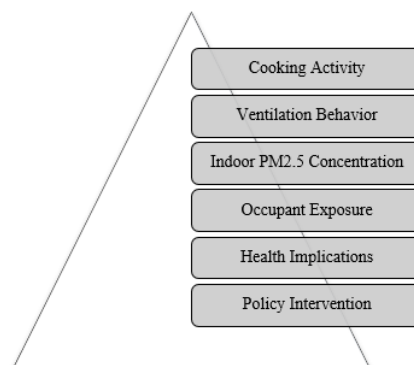 Cooking Activity
Ventilation Behavior
Indoor PM2.5 Concentration
Occupant Exposure
Health Implications
Policy Intervention